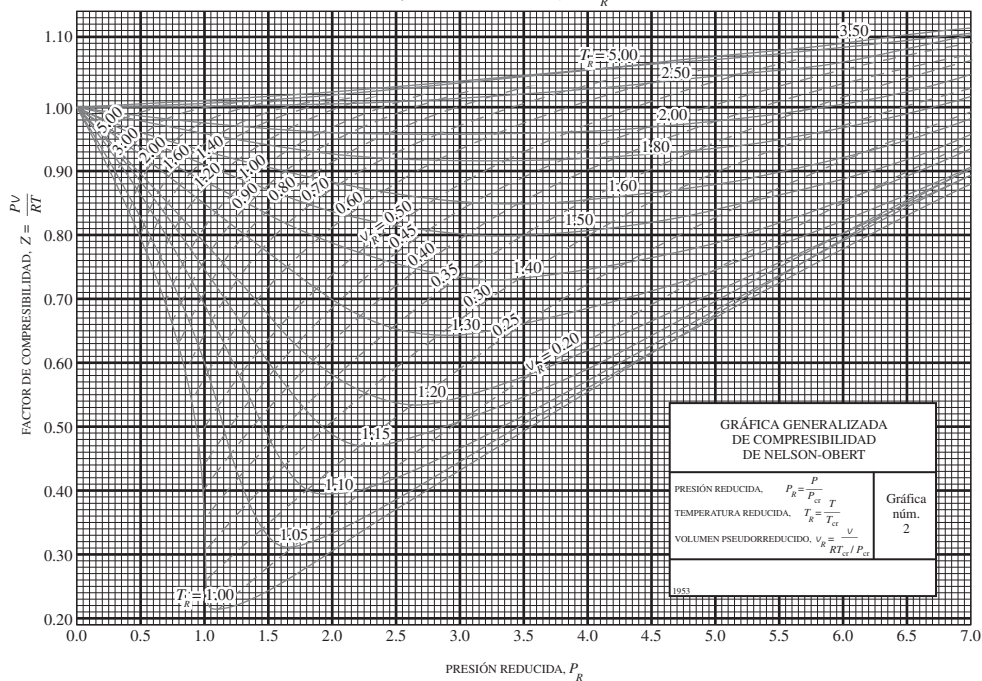 R
1.10
1.00
0.90
0.80
0.70
0.60
0.50
0.40
0.30
0.20
FACTOR DE COMPRESIBILIDAD, Z = Pv / RT
0.0 0.5 1.0 1.5 2.0 2.5 3.0 3.5 4.0 4.5 5.0 5.5 6.0 6.5 7.0
PRESIÓN REDUCIDA, P_R
T_R = 5.00
3.50
2.50
2.00
1.80
1.60
1.50
1.40
1.30
1.20
1.15
1.10
1.05
T_R = 1.00
5.00
3.00
2.00
1.60
1.40
1.20
1.00
0.90
0.80
0.70
0.60
v_R = 0.50
0.45
0.40
0.35
0.30
0.25
v_R = 0.20
GRÁFICA GENERALIZADA
DE COMPRESIBILIDAD
DE NELSON-OBERT
PRESIÓN REDUCIDA, P_R = P / P_cr
TEMPERATURA REDUCIDA, T_R = T / T_cr
VOLUMEN PSEUDORREDUCIDO, v_R = v / RT_cr / P_cr
Gráfica
núm.
2
1953